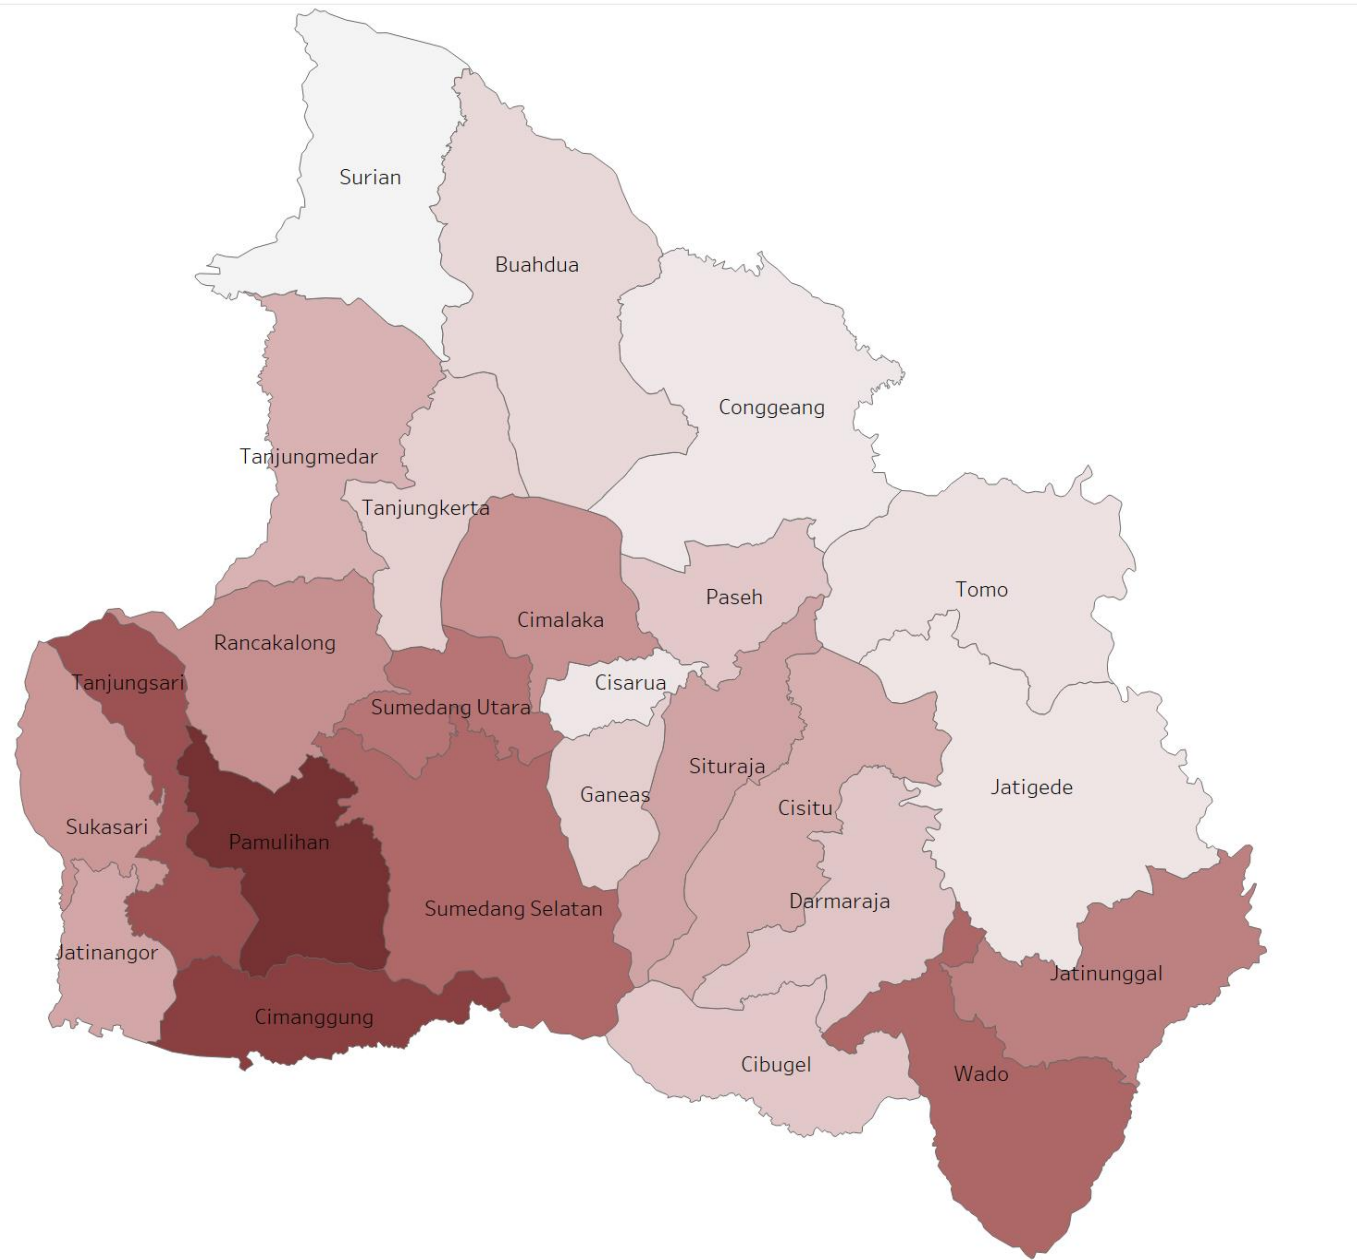 Surian
Buahdua
Conggeang
Tanjungmedar
Tanjungkerta
Tomo
Paseh
Cimalaka
Rancakalong
Tanjungsari
Cisarua
Sumedang Utara
Situraja
Jatigede
Ganeas
Cisitu
Sukasari
Pamulihan
Darmaraja
Sumedang Selatan
Jatinangor
Jatinunggal
Cimanggung
Cibugel
Wado